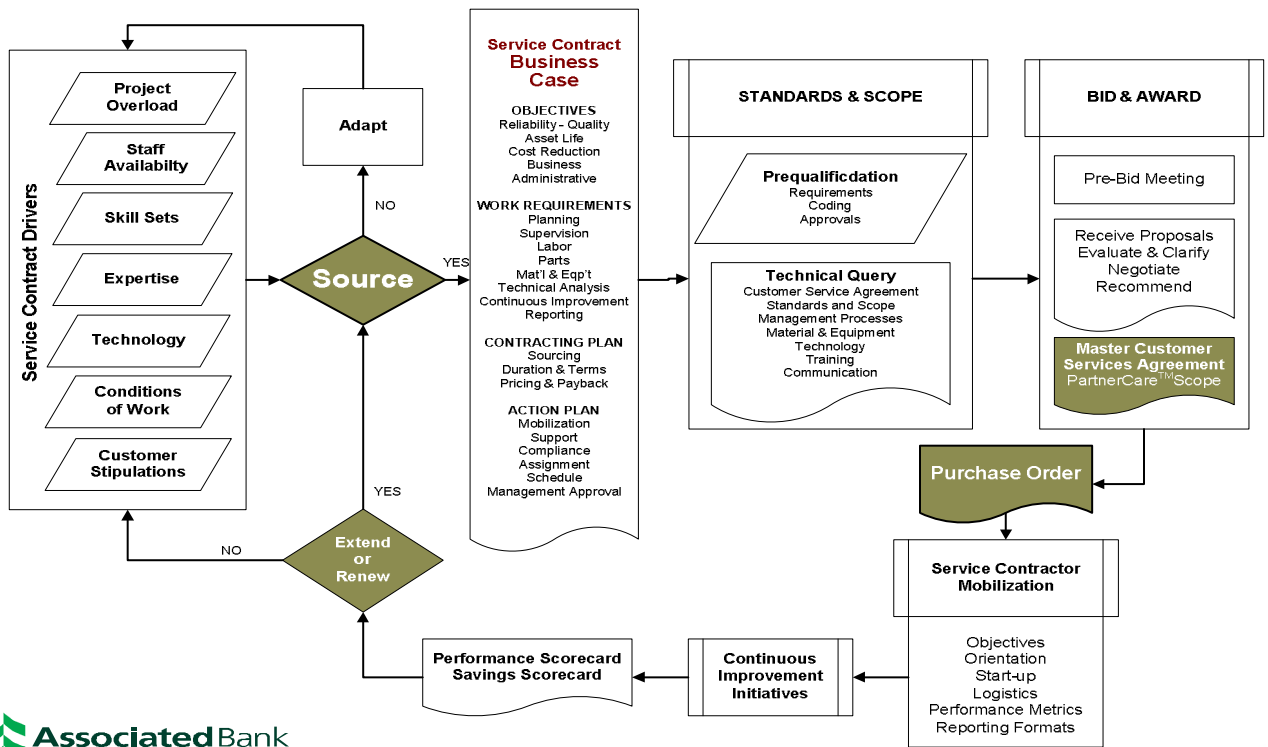 Service Contract Drivers
Project
Overload
Staff
Availabilty
Skill Sets
Expertise
Technology
Conditions
of Work
Customer
Stipulations
Adapt
NO
Source
YES
YES
Extend
or
Renew
NO
Service Contract
Business
Case
OBJECTIVES
Reliability - Quality
Asset Life
Cost Reduction
Business
Administrative
WORK REQUIREMENTS
Planning
Supervision
Labor
Parts
Mat'l & Eqp't
Technical Analysis
Continuous Improvement
Reporting
CONTRACTING PLAN
Sourcing
Duration & Terms
Pricing & Payback
ACTION PLAN
Mobilization
Support
Compliance
Assignment
Schedule
Management Approval
STANDARDS & SCOPE
Prequalificdation
Requirements
Coding
Approvals
Technical Query
Customer Service Agreement
Standards and Scope
Management Processes
Material & Equipment
Technology
Training
Communication
BID & AWARD
Pre-Bid Meeting
Receive Proposals
Evaluate & Clarify
Negotiate
Recommend
Master Customer
Services Agreement
PartnerCare™Scope
Purchase Order
Service Contractor
Mobilization
Objectives
Orientation
Start-up
Logistics
Performance Metrics
Reporting Formats
Continuous
Improvement
Initiatives
Performance Scorecard
Savings Scorecard
Associated Bank